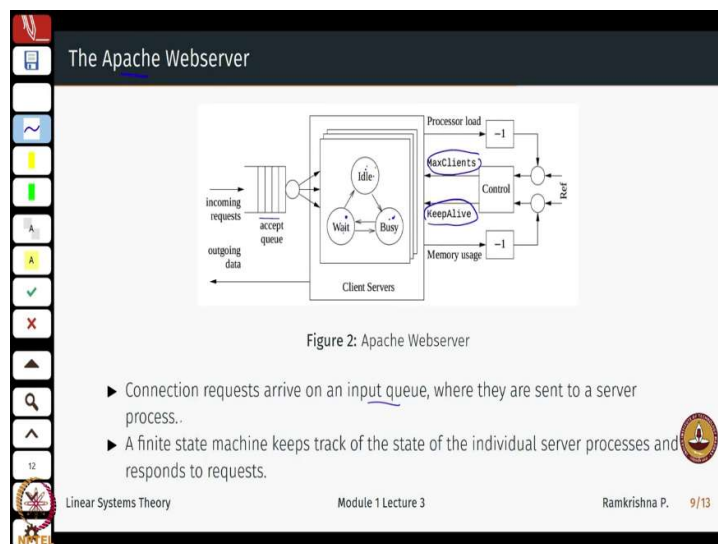 The Apache Webserver
Processor load
-1
MaxClients
Idle
Control
Ref
incoming
requests
accept
queue
Wait
Busy
KeepAlive
outgoing
data
Memory usage
-1
Client Servers
Figure 2: Apache Webserver
▶ Connection requests arrive on an input queue, where they are sent to a server
process.
▶ A finite state machine keeps track of the state of the individual server processes and
responds to requests.
12
Linear Systems Theory
Module 1 Lecture 3
Ramkrishna P.
9/13
NPTEL